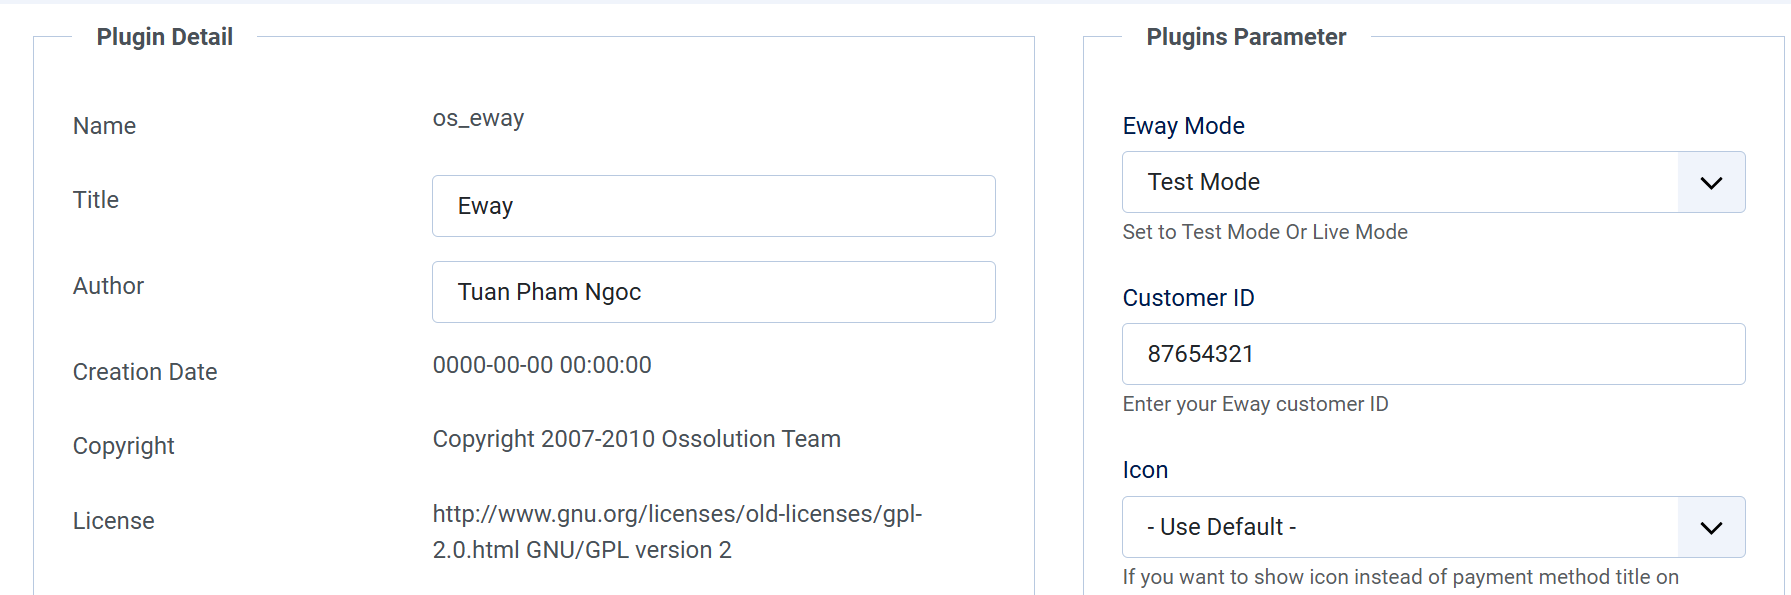 Plugin Detail
Name
os_eway
Title
Eway
Author
Tuan Pham Ngoc
Creation Date
0000-00-00 00:00:00
Copyright
Copyright 2007-2010 Ossolution Team
License
http://www.gnu.org/licenses/old-licenses/gpl-
2.0.html GNU/GPL version 2
Plugins Parameter
Eway Mode
Test Mode
Set to Test Mode Or Live Mode
Customer ID
87654321
Enter your Eway customer ID
Icon
- Use Default -
If you want to show icon instead of payment method title on